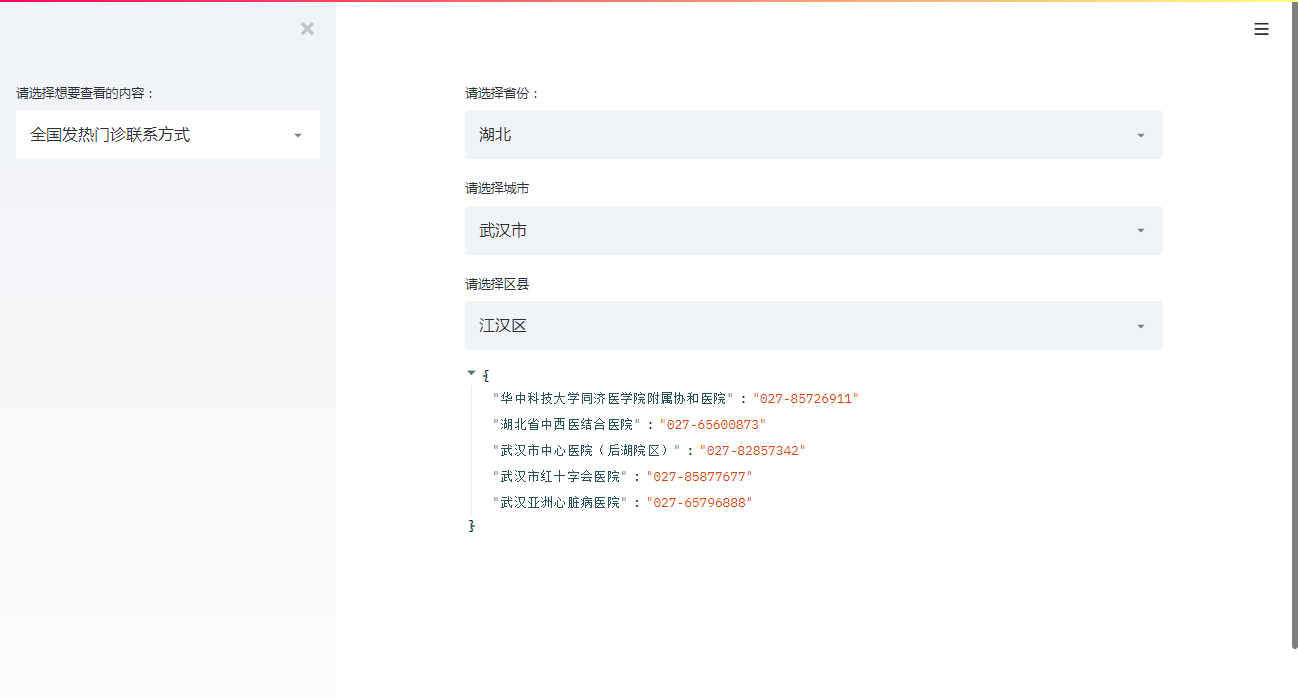 请选择想要查看的内容：
全国发热门诊联系方式
请选择省份：
湖北
请选择城市
武汉市
请选择区县
江汉区
{
"华中科技大学同济医学院附属协和医院" : "027-85726911"
"湖北省中西医结合医院" : "027-65600873"
"武汉市中心医院（后湖院区）" : "027-82857342"
"武汉市红十字会医院" : "027-85877677"
"武汉亚洲心脏病医院" : "027-65796888"
}